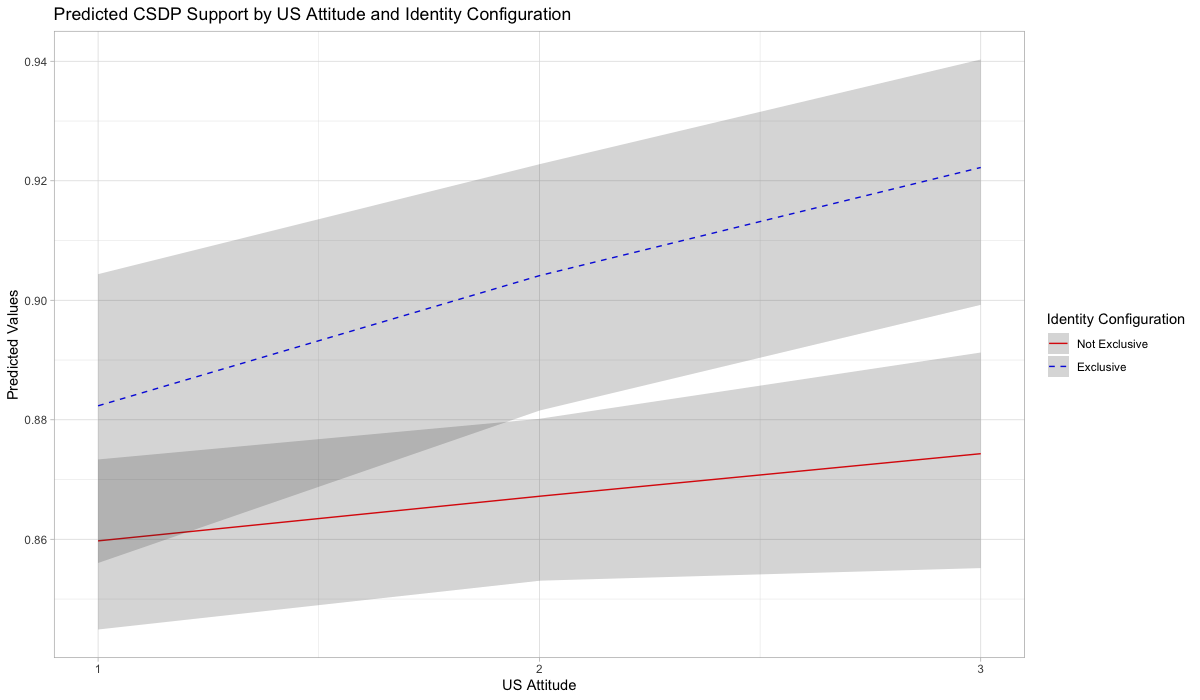 Predicted CSDP Support by US Attitude and Identity Configuration
0.94
0.92
0.90
0.88
0.86
Predicted Values
1
2
3
US Attitude
Identity Configuration
Not Exclusive
Exclusive